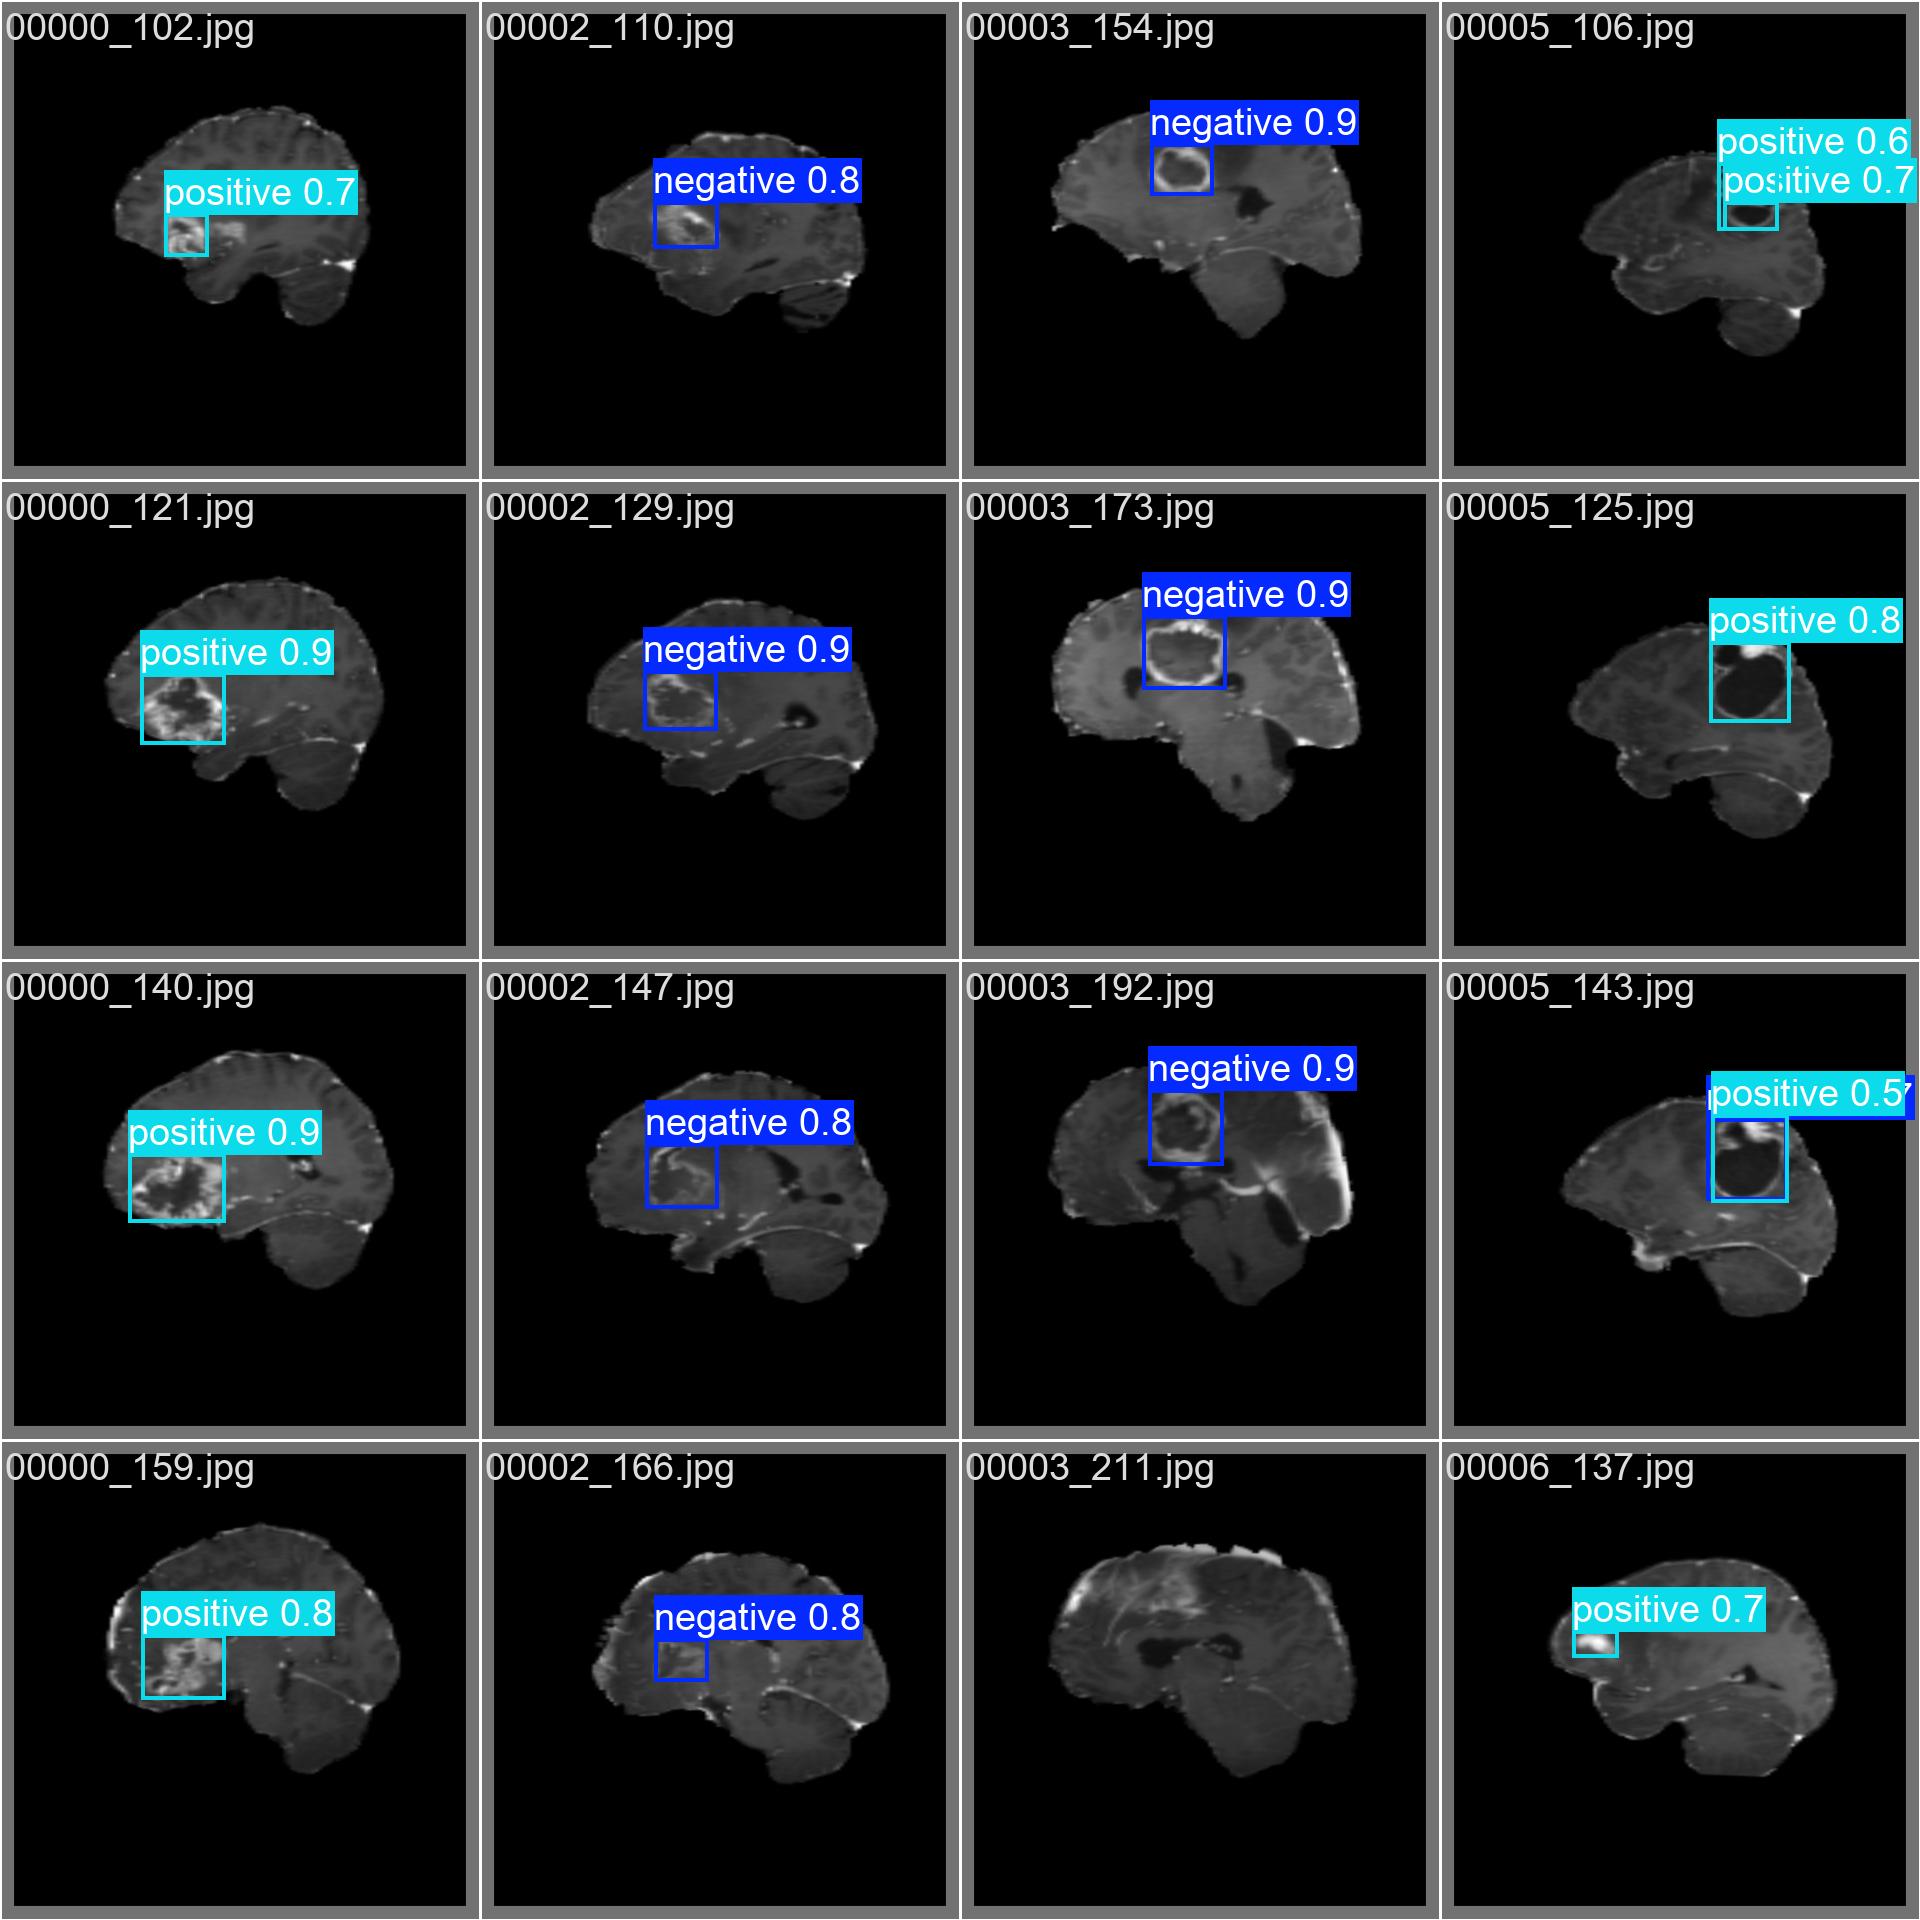 00000_102.jpg
positive 0.7
00002_110.jpg
negative 0.8
00003_154.jpg
negative 0.9
00005_106.jpg
positive 0.6
positive 0.7
00000_121.jpg
positive 0.9
00002_129.jpg
negative 0.9
00003_173.jpg
negative 0.9
00005_125.jpg
positive 0.8
00000_140.jpg
positive 0.9
00002_147.jpg
negative 0.8
00003_192.jpg
negative 0.9
00005_143.jpg
positive 0.5
00000_159.jpg
positive 0.8
00002_166.jpg
negative 0.8
00003_211.jpg
00006_137.jpg
positive 0.7